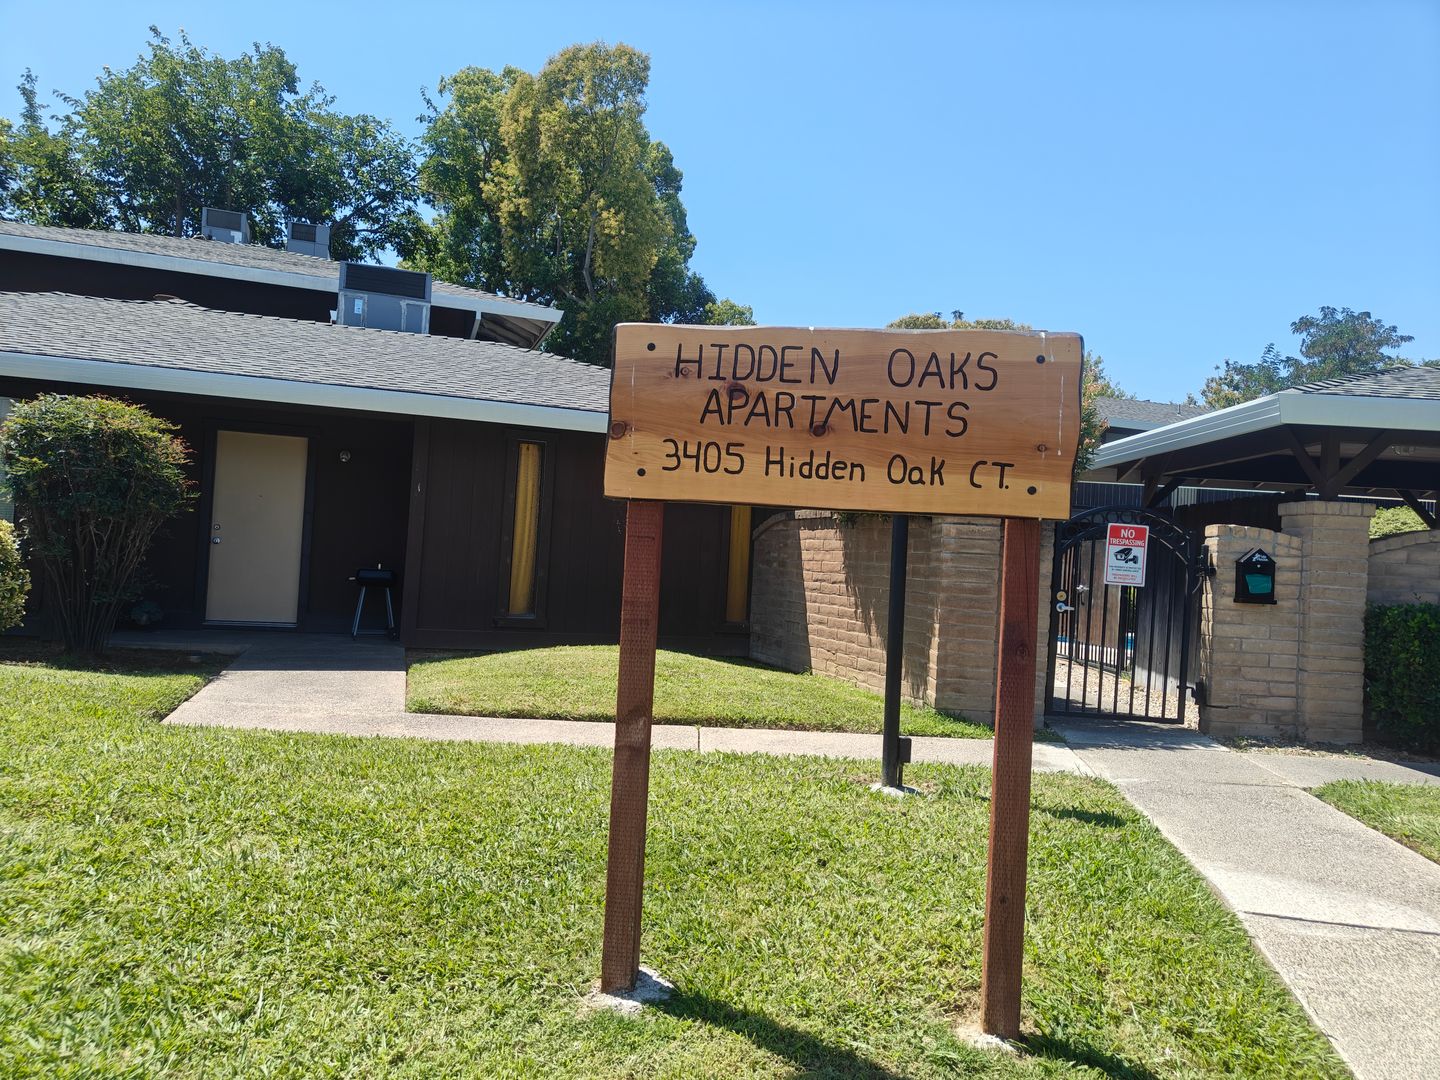 HIDDEN OAKS
APARTMENTS
3405 Hidden Oak CT.
NO
TRESPASSING